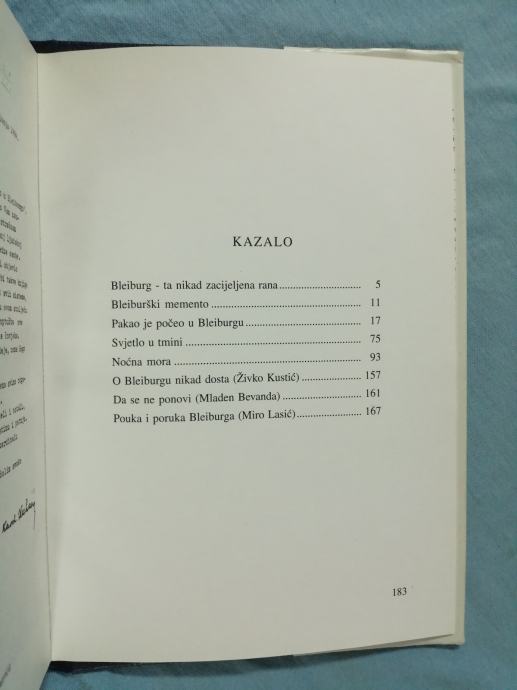 KAZALO
Bleiburg - ta nikad zacijeljena rana ................................ 5
Bleiburški memento ............................................ 11
Pakao je počeo u Bleiburgu .................................. 17
Svjetlo u tmini .................................................... 75
Noćna mora ....................................................... 93
O Bleiburgu nikad dosta (Živko Kustić) ................... 157
Da se ne ponovi (Mladen Bevanda) ........................ 161
Pouka i poruka Bleiburga (Miro Lasić) .................... 167
183